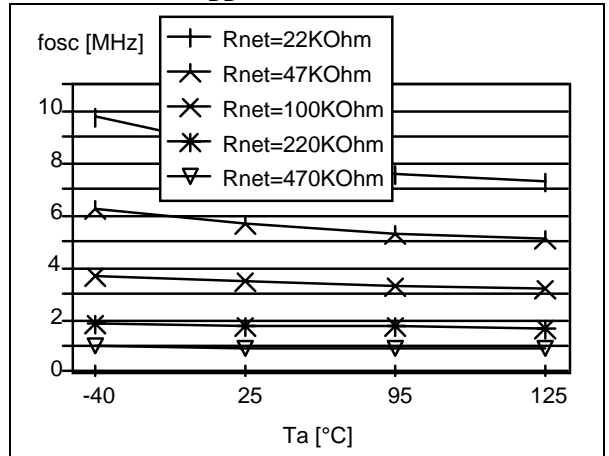 fosc [MHz]
Rnet=22KOhm
Rnet=47KOhm
Rnet=100KOhm
Rnet=220KOhm
Rnet=470KOhm
10
8
6
4
2
0
-40 25 95 125
Ta [°C]